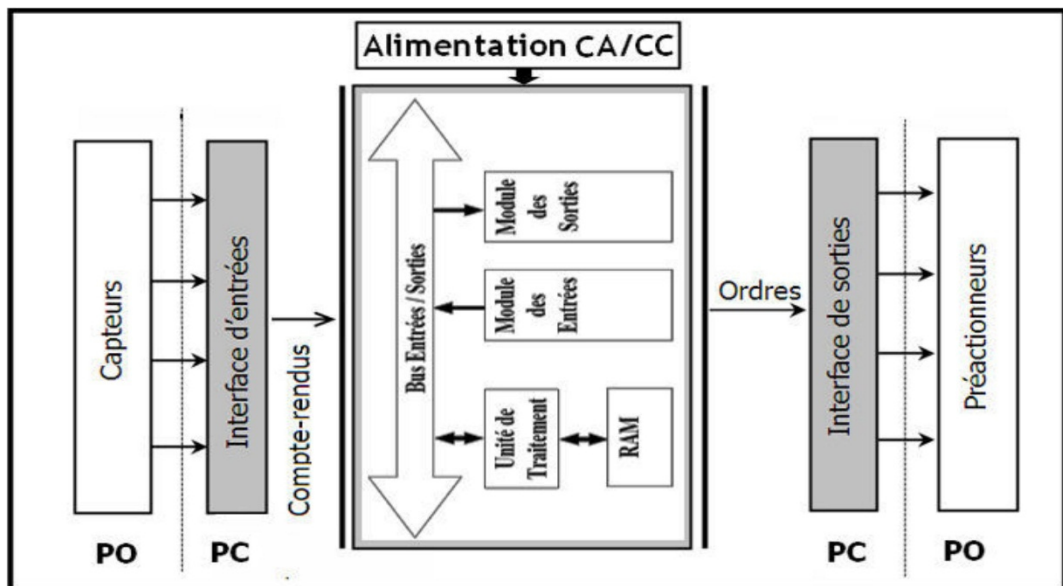 Alimentation CA/CC
Capteurs
Interface d'entrées
Compte-rendus
Bus Entrées / Sorties
Module
des
Sorties
Module
des
Entrées
Unité de
Traitement
RAM
Ordres
Interface de sorties
Préactionneurs
PO
PC
PC
PO